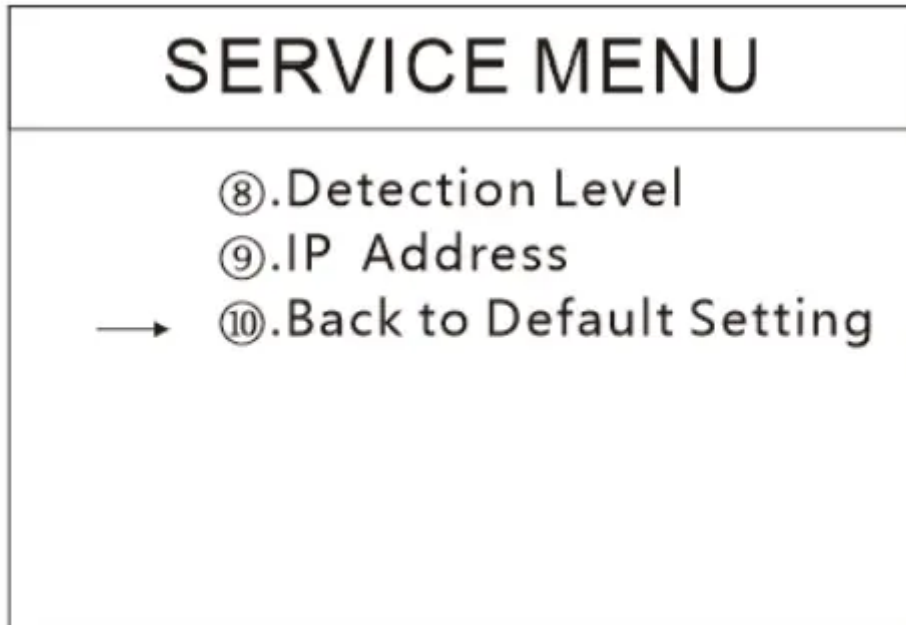 SERVICE MENU
⑧.Detection Level
⑨.IP Address
⑩.Back to Default Setting